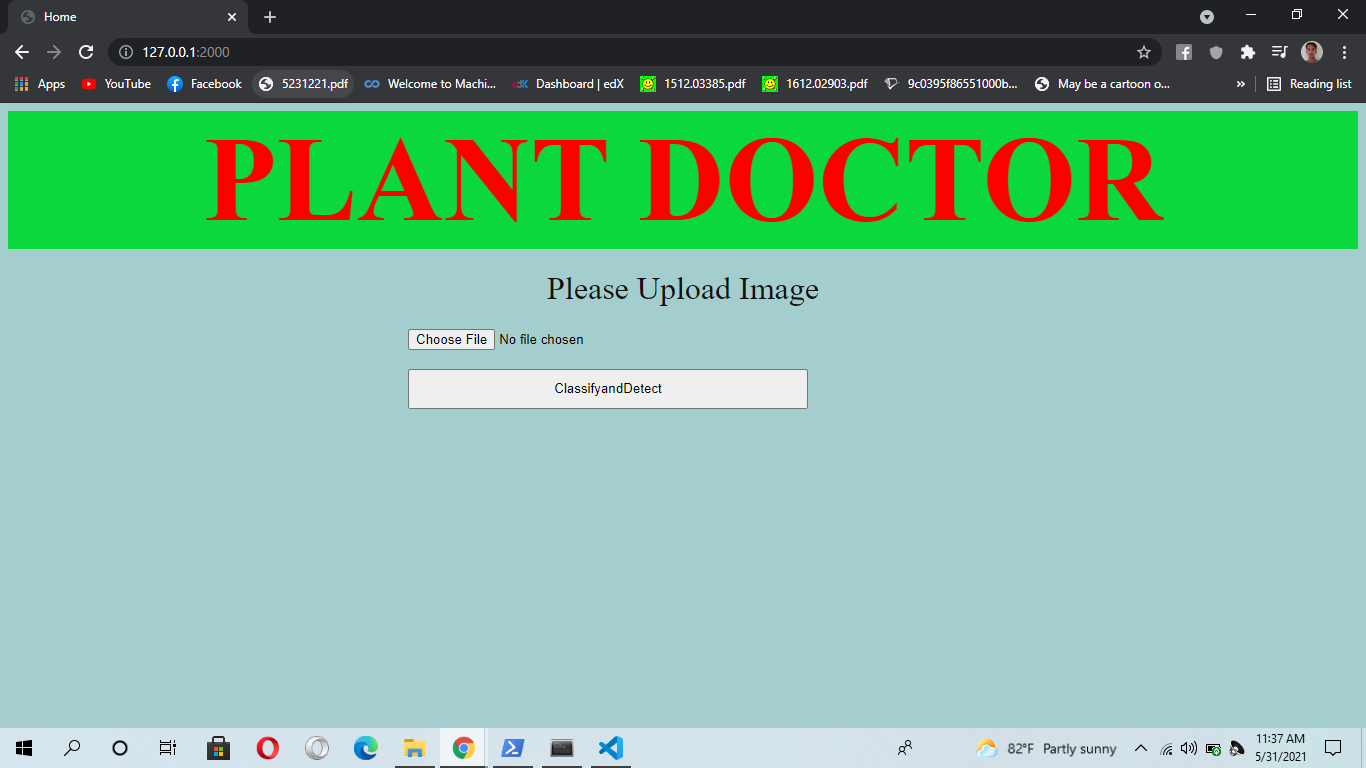 Home
127.0.0.1:2000
Apps YouTube Facebook 5231221.pdf Welcome to Machi... edX Dashboard | edX 1512.03385.pdf 1612.02903.pdf 9c0395f86551000b... May be a cartoon o... » Reading list
PLANT DOCTOR
Please Upload Image
Choose File No file chosen
ClassifyandDetect
82°F Partly sunny
11:37 AM
5/31/2021